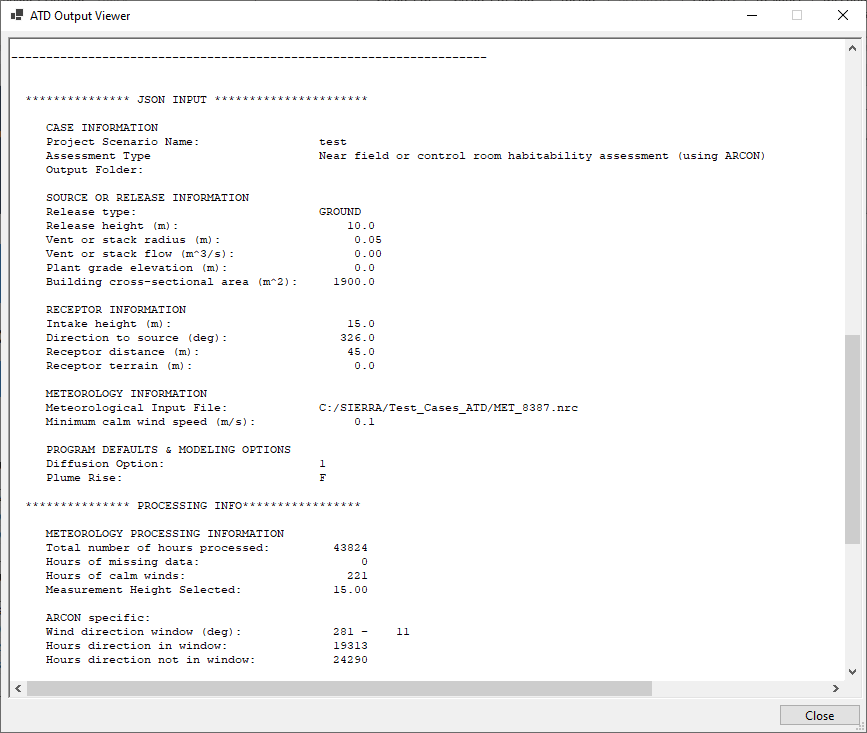 ATD Output Viewer
--------------------------------------------------------------------
*************** JSON INPUT **********************
CASE INFORMATION
Project Scenario Name: test
Assessment Type Near field or control room habitability assessment (using ARCON)
Output Folder:
SOURCE OR RELEASE INFORMATION
Release type: GROUND
Release height (m): 10.0
Vent or stack radius (m): 0.05
Vent or stack flow (m^3/s): 0.00
Plant grade elevation (m): 0.0
Building cross-sectional area (m^2): 1900.0
RECEPTOR INFORMATION
Intake height (m): 15.0
Direction to source (deg): 326.0
Receptor distance (m): 45.0
Receptor terrain (m): 0.0
METEOROLOGY INFORMATION
Meteorological Input File: C:/SIERRA/Test_Cases_ATD/MET_8387.nrc
Minimum calm wind speed (m/s): 0.1
PROGRAM DEFAULTS & MODELING OPTIONS
Diffusion Option: 1
Plume Rise: F
*************** PROCESSING INFO*****************
METEOROLOGY PROCESSING INFORMATION
Total number of hours processed: 43824
Hours of missing data: 0
Hours of calm winds: 221
Measurement Height Selected: 15.00
ARCON specific:
Wind direction window (deg): 281 - 11
Hours direction in window: 19313
Hours direction not in window: 24290
Close